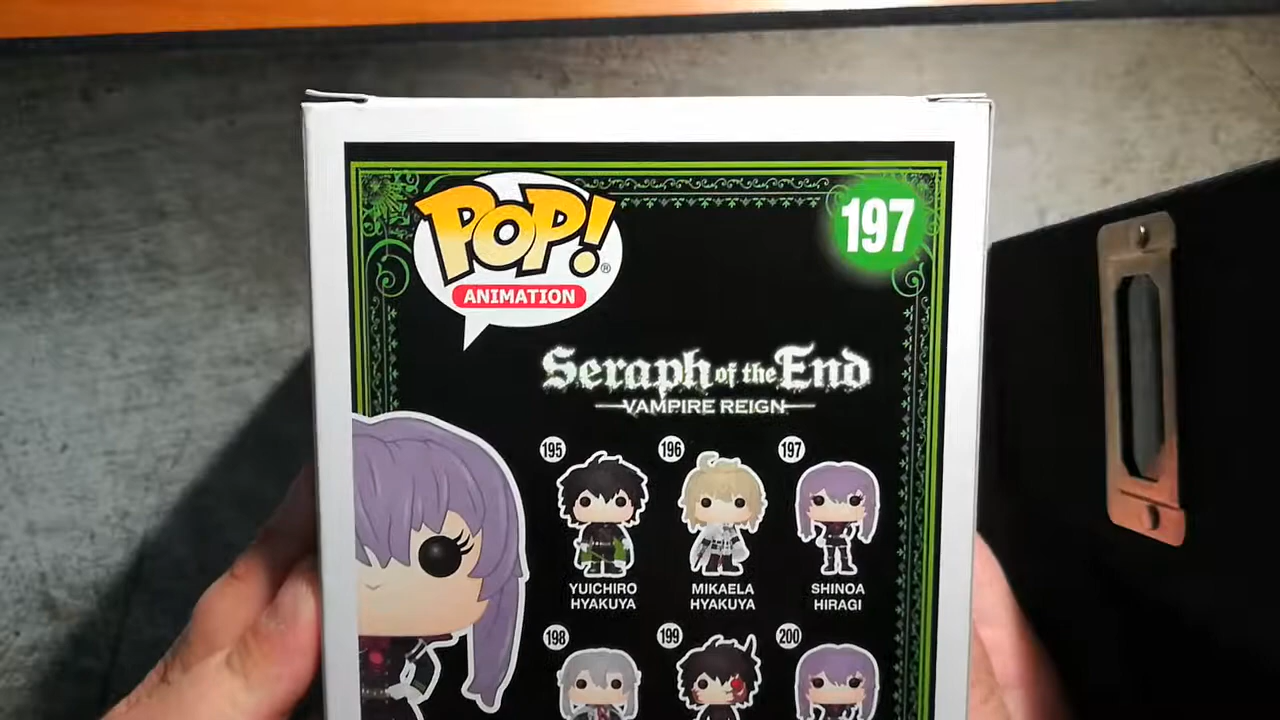 POP!®
ANIMATION
197
Seraph of the End
VAMPIRE REIGN
195
196
197
YUICHIRO
HYAKUYA
MIKAELA
HYAKUYA
SHINOA
HIRAGI
198
199
200